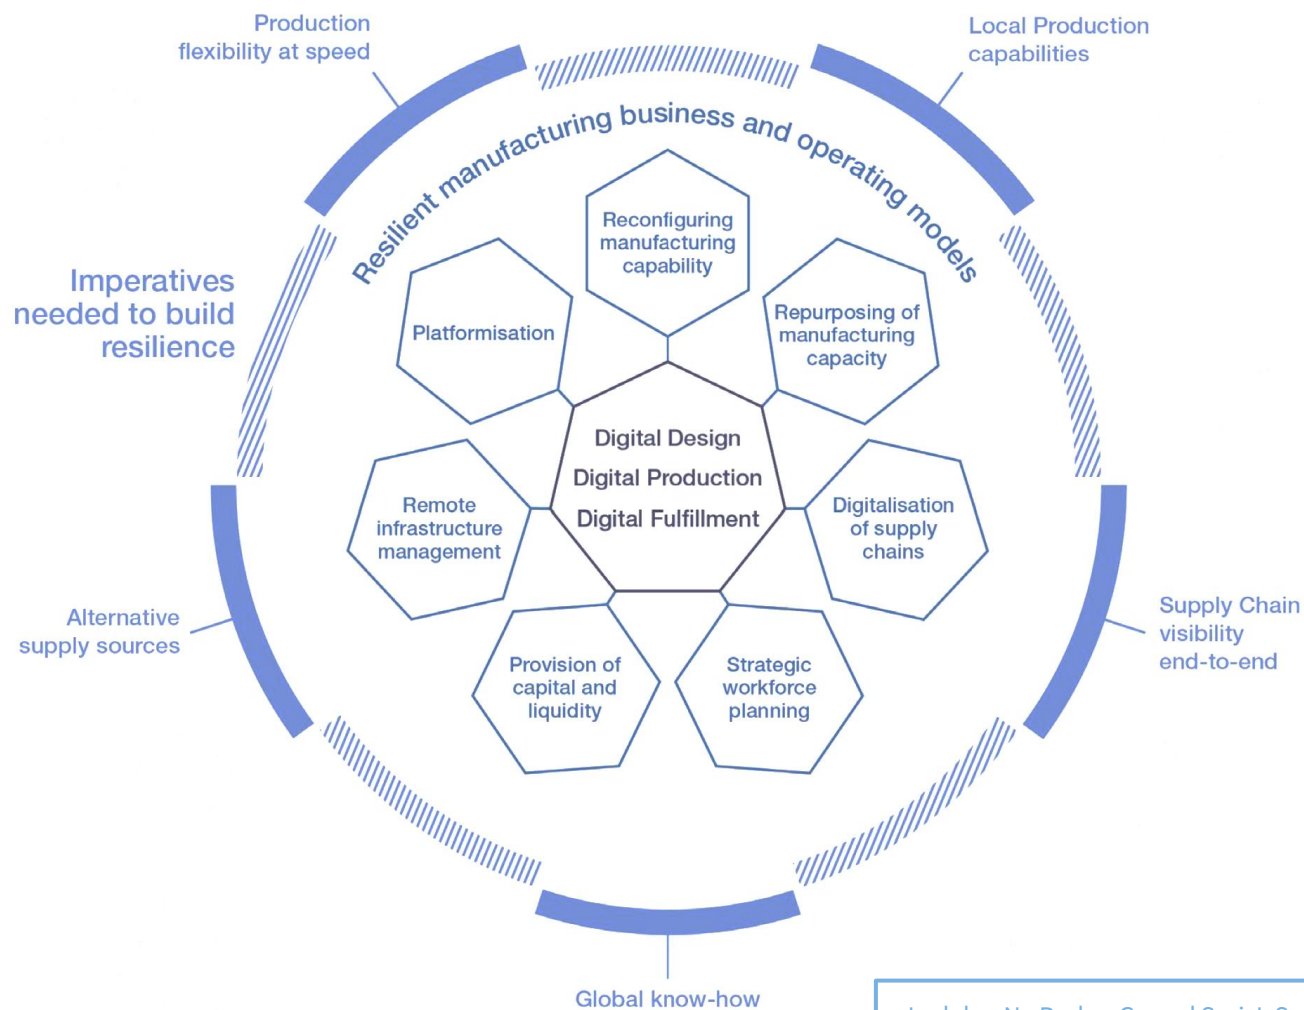 Production
flexibility at speed
Local Production
capabilities
Resilient manufacturing business and operating models
Imperatives
needed to build
resilience
Reconfiguring
manufacturing
capability
Platformisation
Repurposing of
manufacturing
capacity
Digital Design
Digital Production
Digital Fulfillment
Remote
infrastructure
management
Digitalisation
of supply
chains
Alternative
supply sources
Supply Chain
visibility
end-to-end
Provision of
capital and
liquidity
Strategic
workforce
planning
Global know-how